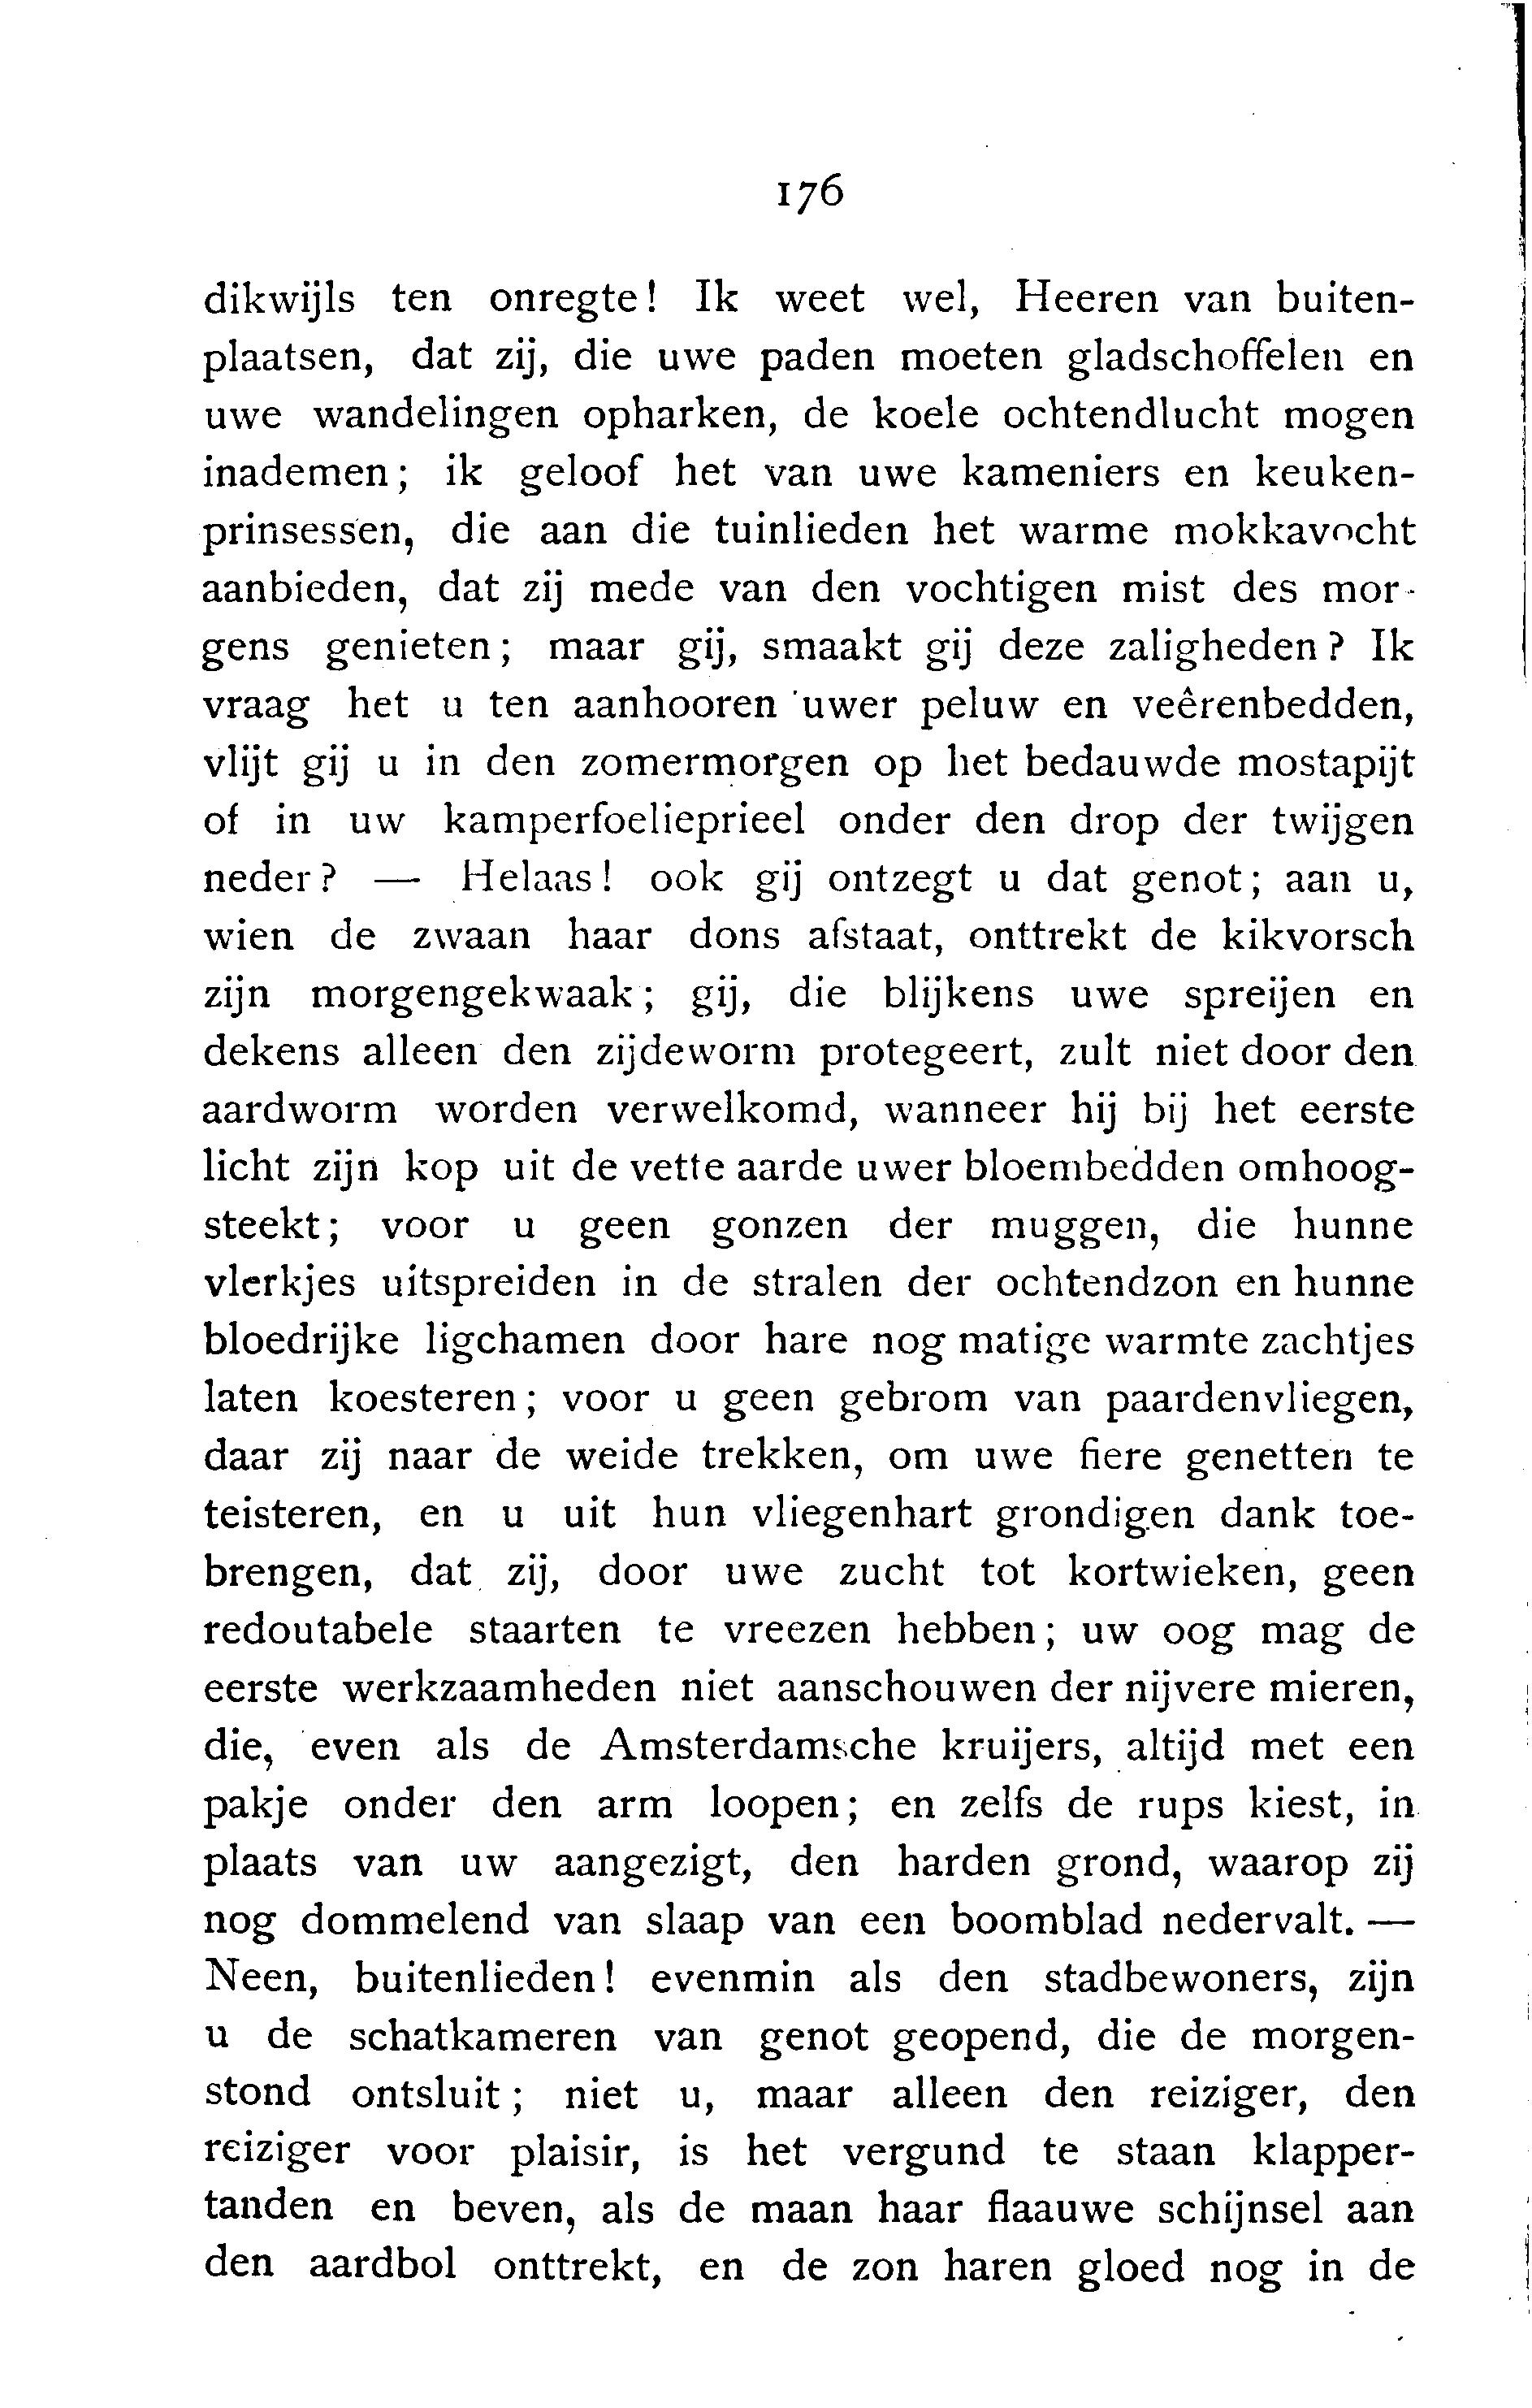 176
dikwijls ten onregte! Ik weet wel, Heeren van buiten-
plaatsen, dat zij, die uwe paden moeten gladschoffelen en
uwe wandelingen opharken, de koele ochtendlucht mogen
inademen; ik geloof het van uwe kameniers en keuken-
prinsessen, die aan die tuinlieden het warme mokkavocht
aanbieden, dat zij mede van den vochtigen mist des mor-
gens genieten; maar gij, smaakt gij deze zaligheden? Ik
vraag het u ten aanhooren uwer peluw en veêrenbedden,
vlijt gij u in den zomermorgen op het bedauwde mostapijt
of in uw kamperfoelieprieel onder den drop der twijgen
neder? — Helaas! ook gij ontzegt u dat genot; aan u,
wien de zwaan haar dons afstaat, onttrekt de kikvorsch
zijn morgengekwaak; gij, die blijkens uwe spreijen en
dekens alleen den zijdeworm protegeert, zult niet door den
aardworm worden verwelkomd, wanneer hij bij het eerste
licht zijn kop uit de vette aarde uwer bloembedden omhoog-
steekt; voor u geen gonzen der muggen, die hunne
vlerkjes uitspreiden in de stralen der ochtendzon en hunne
bloedrijke ligchamen door hare nog matige warmte zachtjes
laten koesteren; voor u geen gebrom van paardenvliegen,
daar zij naar de weide trekken, om uwe fiere genetten te
teisteren, en u uit hun vliegenhart grondigen dank toe-
brengen, dat zij, door uwe zucht tot kortwieken, geen
redoutabele staarten te vreezen hebben; uw oog mag de
eerste werkzaamheden niet aanschouwen der nijvere mieren,
die, even als de Amsterdamsche kruijers, altijd met een
pakje onder den arm loopen; en zelfs de rups kiest, in
plaats van uw aangezigt, den harden grond, waarop zij
nog dommelend van slaap van een boomblad nedervalt. —
Neen, buitenlieden! evenmin als den stadbewoners, zijn
u de schatkameren van genot geopend, die de morgen-
stond ontsluit; niet u, maar alleen den reiziger, den
reiziger voor plaisir, is het vergund te staan klapper-
tanden en beven, als de maan haar flaauwe schijnsel aan
den aardbol onttrekt, en de zon haren gloed nog in de